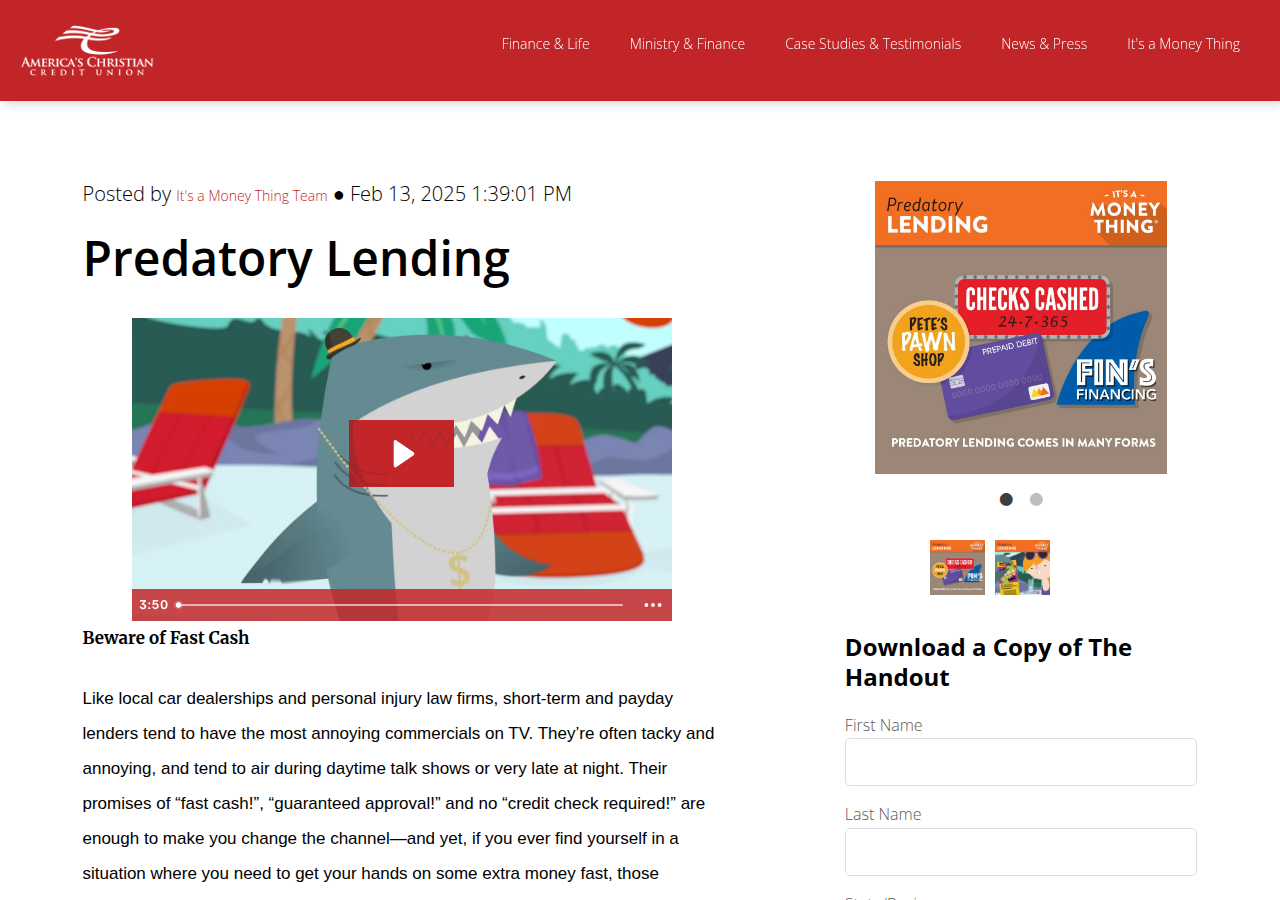 AMERICA'S CHRISTIAN
CREDIT UNION
Finance & Life
Ministry & Finance
Case Studies & Testimonials
News & Press
It's a Money Thing
Posted by It's a Money Thing Team ● Feb 13, 2025 1:39:01 PM
Predatory Lending
$
3:50
Beware of Fast Cash
Like local car dealerships and personal injury law firms, short-term and payday
lenders tend to have the most annoying commercials on TV. They’re often tacky and
annoying, and tend to air during daytime talk shows or very late at night. Their
promises of “fast cash!”, “guaranteed approval!” and no “credit check required!” are
enough to make you change the channel—and yet, if you ever find yourself in a
situation where you need to get your hands on some extra money fast, those
Predatory
LENDING
~ IT'S A ~
MONEY
THING®
CHECKS CASHED
24·7·365
PETE'S
PAWN
SHOP
PREPAID DEBIT
0000 0000 0000 0000
FIN'S
FINANCING
PREDATORY LENDING COMES IN MANY FORMS
Download a Copy of The
Handout
First Name
Last Name